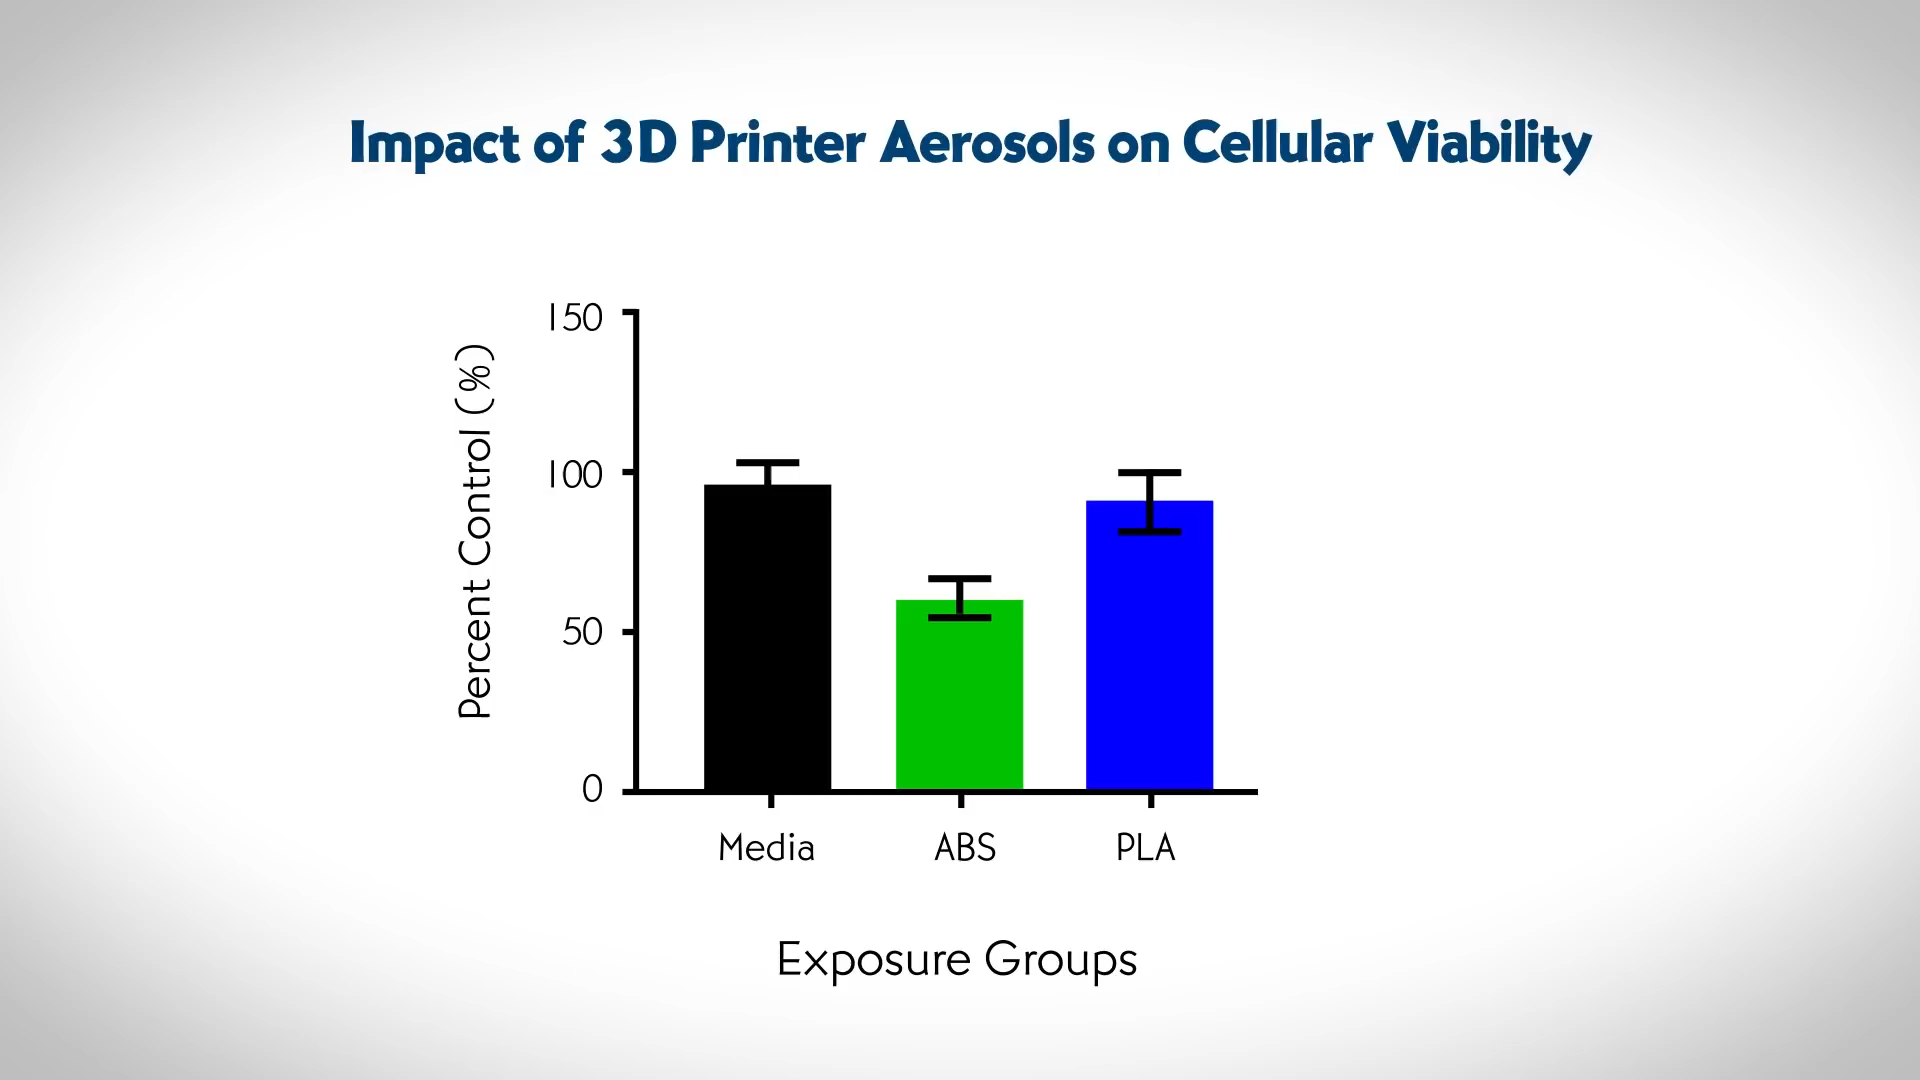 Impact of 3D Printer Aerosols on Cellular Viability
Percent Control (%)
150
100
50
0
Media
ABS
PLA
Exposure Groups